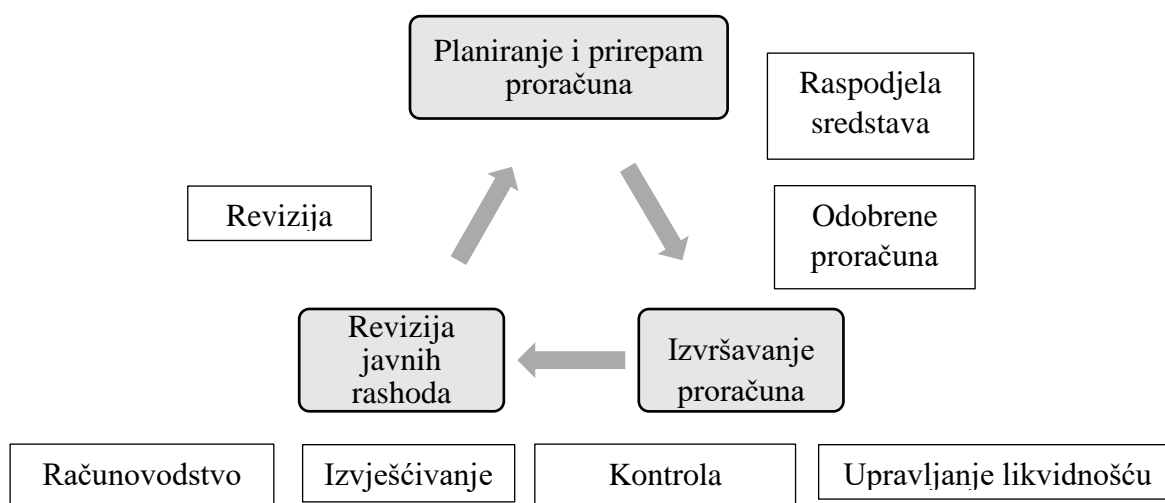 Planiranje i prirepam
proračuna
Raspodjela
sredstava
Revizija
Odobrene
proračuna
Revizija
javnih
rashoda
Izvršavanje
proračuna
Računovodstvo
Izvješćivanje
Kontrola
Upravljanje likvidnošću